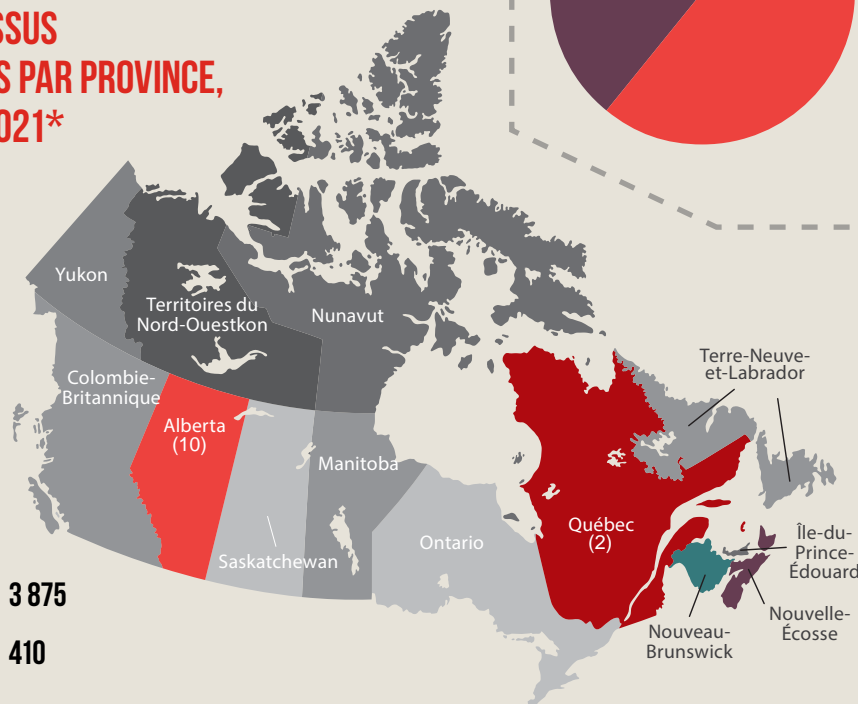 SSUS
S PAR PROVINCE,
021*
Yukon
Territoires du
Nord-Ouestkon
Nunavut
Colombie-
Britannique
Alberta
(10)
Saskatchewan
Manitoba
Ontario
Québec
(2)
Terre-Neuve-
et-Labrador
Île-du-
Prince-
Édouard
Nouvelle-
Écosse
Nouveau-
Brunswick
3 875
410